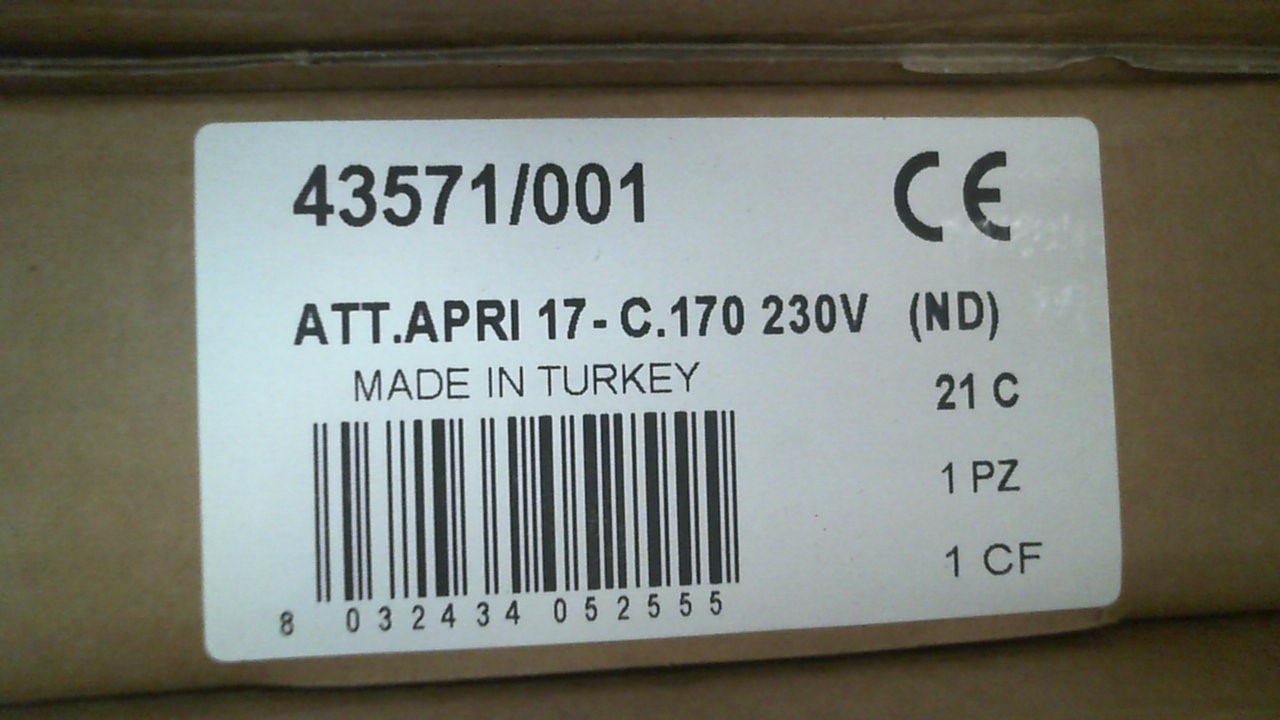 43571/001
CE
ATT.APRI 17-C.170 230V (ND)
MADE IN TURKEY
21 C
1 PZ
1 CF
8 032434 052555